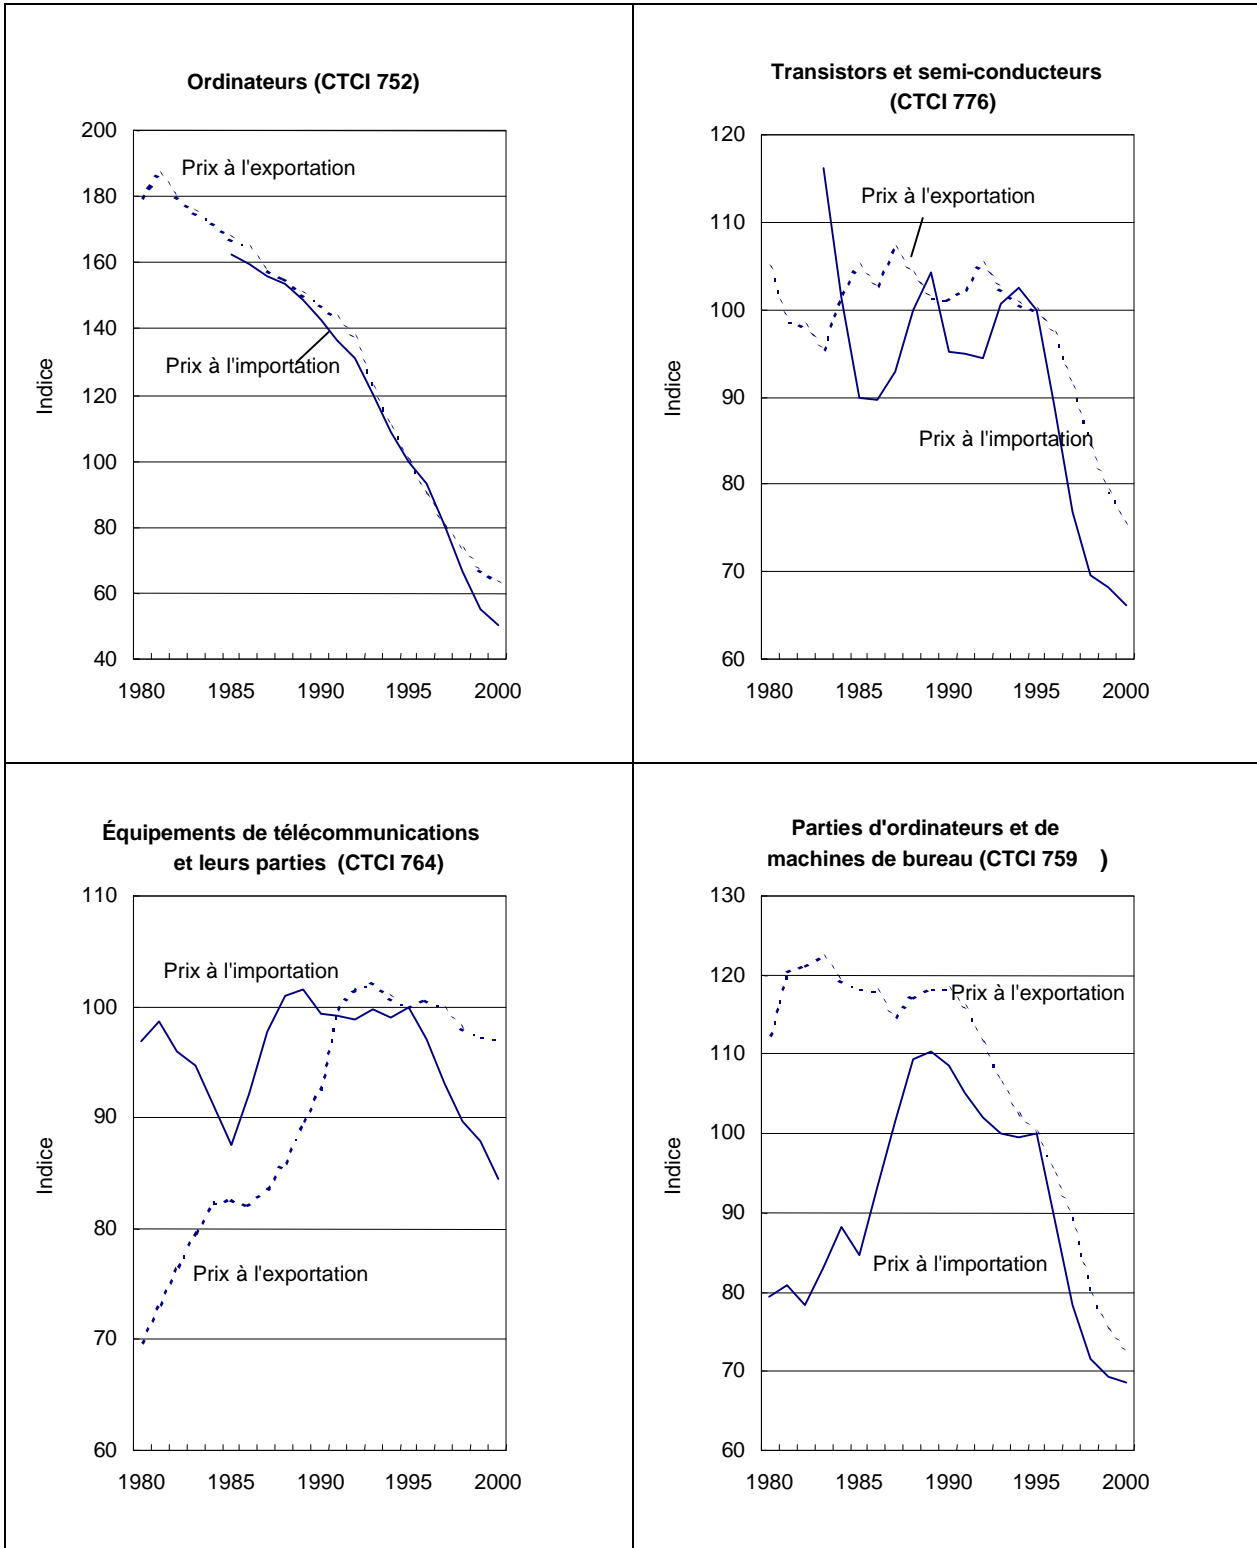 Ordinateurs (CTCI 752)
200
180
160
140
120
100
80
60
40
Indice
Prix à l'exportation
Prix à l'importation
1980 1985 1990 1995 2000
Transistors et semi-conducteurs
(CTCI 776)
120
110
100
90
80
70
60
Indice
Prix à l'exportation
Prix à l'importation
1980 1985 1990 1995 2000
Équipements de télécommunications
et leurs parties (CTCI 764)
110
100
90
80
70
60
Indice
Prix à l'importation
Prix à l'exportation
1980 1985 1990 1995 2000
Parties d'ordinateurs et de
machines de bureau (CTCI 759 )
130
120
110
100
90
80
70
60
Indice
Prix à l'exportation
Prix à l'importation
1980 1985 1990 1995 2000